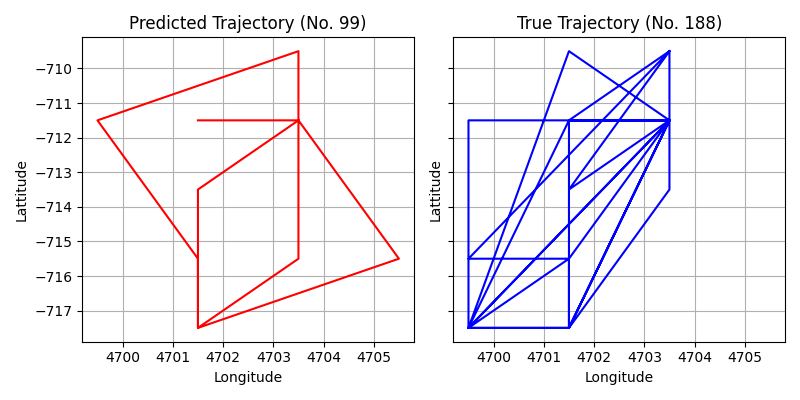 Predicted Trajectory (No. 99)
True Trajectory (No. 188)
−710
−711
−712
−713
−714
−715
−716
−717
Lattitude
Lattitude
4700 4701 4702 4703 4704 4705
4700 4701 4702 4703 4704 4705
Longitude
Longitude